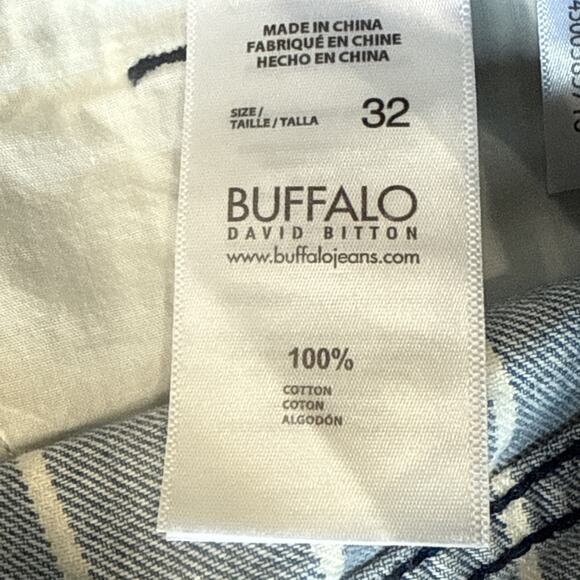 MADE IN CHINA
FABRIQUÉ EN CHINE
HECHO EN CHINA
SIZE /
TAILLE / TALLA 32
BUFFALO
DAVID BITTON
www.buffalojeans.com
100%
COTTON
COTON
ALGODÓN